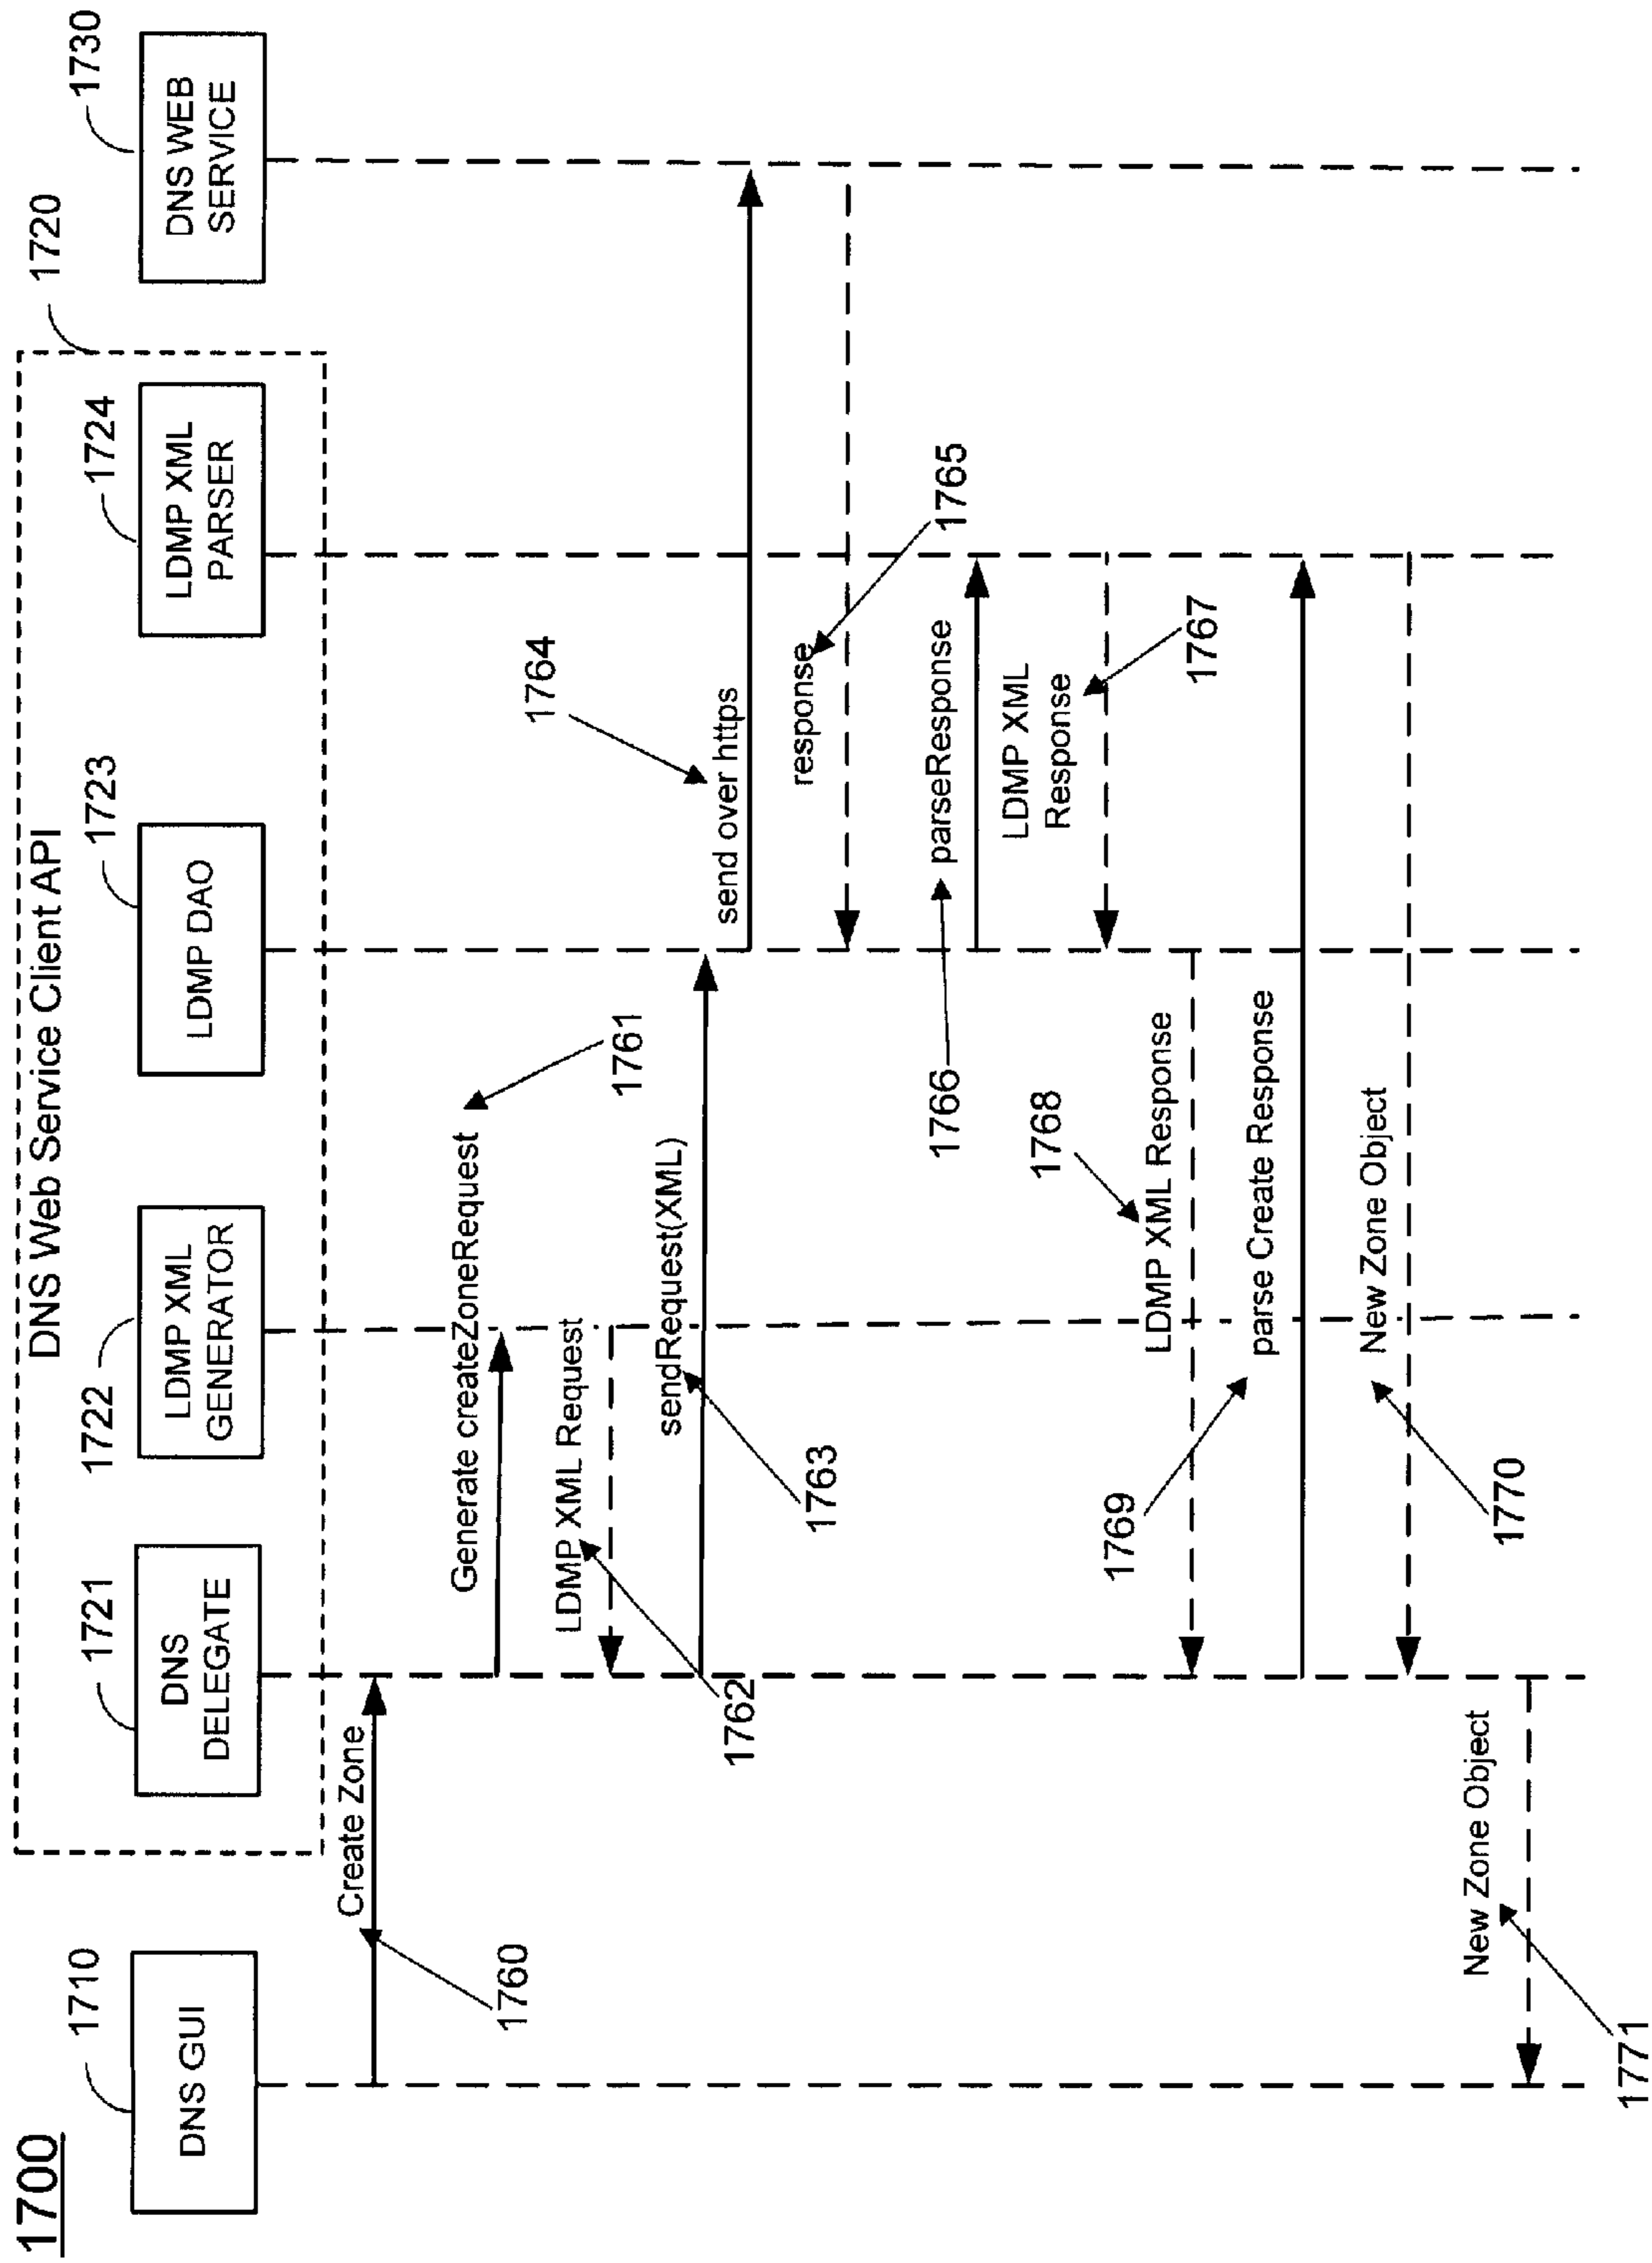 1700
DNS Web Service Client API
1720
1710
DNS GUI
1721
DNS
DELEGATE
1722
LDMP XML
GENERATOR
1723
LDMP DAO
1724
LDMP XML
PARSER
1730
DNS WEB
SERVICE
Create Zone
1760
Generate createZoneRequest
1761
LDMP XML Request
1762
sendRequest(XML)
1763
send over https
1764
response
1765
parseResponse
1766
LDMP XML
Response
1767
LDMP XML Response
1768
parse Create Response
1769
New Zone Object
1770
New Zone Object
1771